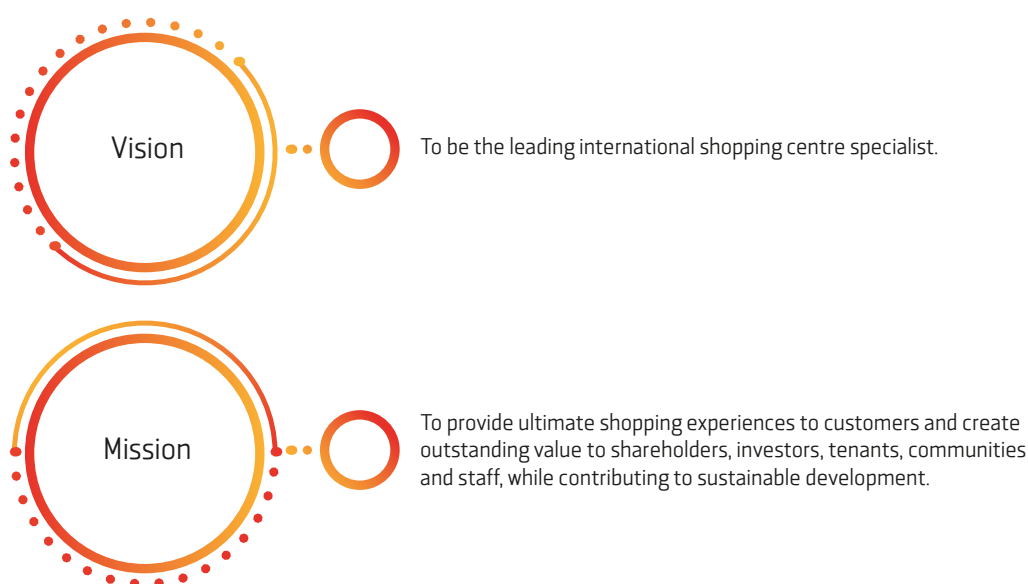 Vision
To be the leading international shopping centre specialist.
Mission
To provide ultimate shopping experiences to customers and create
outstanding value to shareholders, investors, tenants, communities
and staff, while contributing to sustainable development.